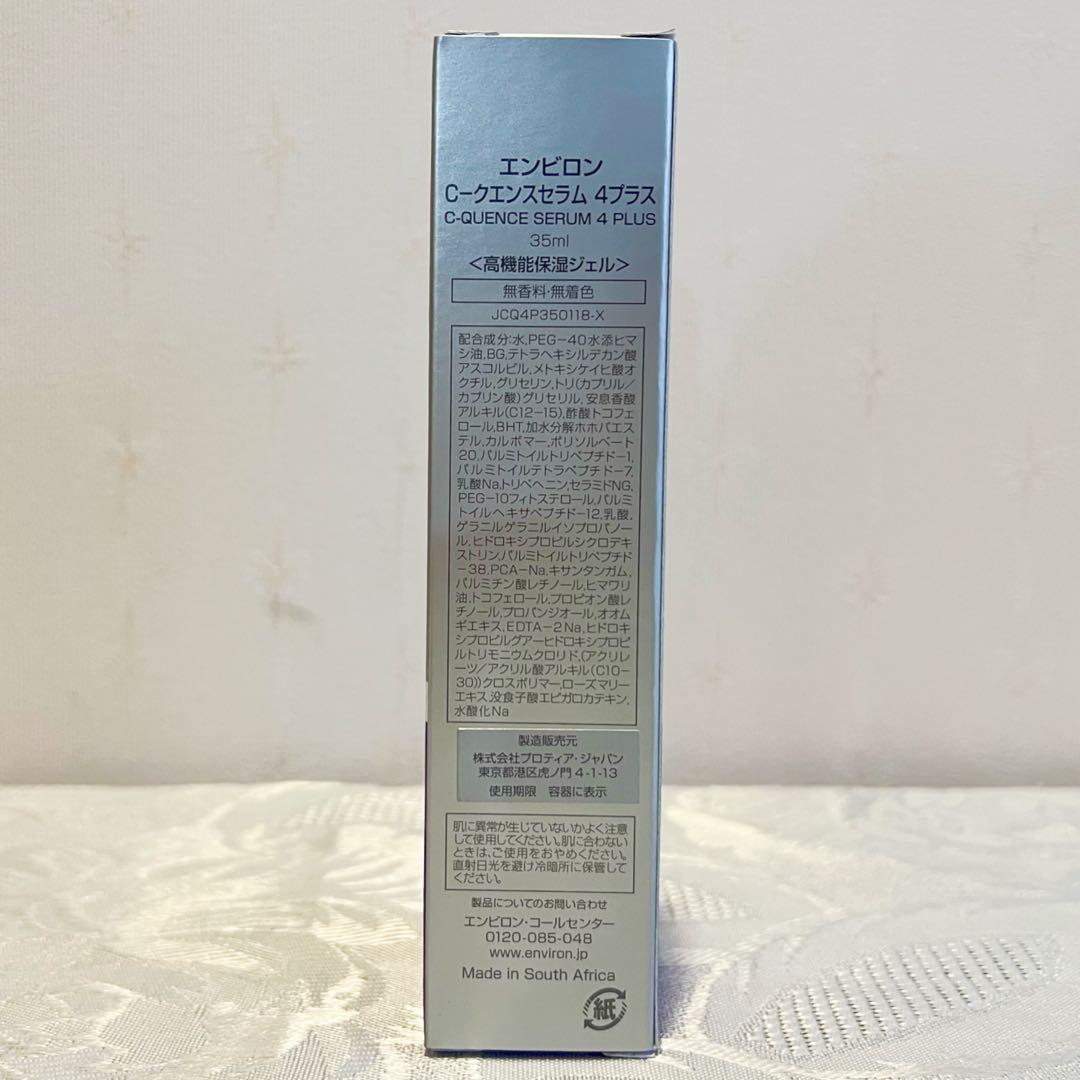 エンビロン
C-クエンスセラム 4プラス
C-QUENCE SERUM 4 PLUS
35ml
＜高機能保湿ジェル＞
無香料・無着色
JCQ4P350118-X
配合成分:水,PEG-40水添ヒマ
シ油,BG,テトラヘキシルデカン酸
アスコルビル,メトキシケイヒ酸オ
クチル,グリセリン,トリ(カプリル／
カプリン酸)グリセリル,安息香酸
アルキル(C12-15),酢酸トコフェ
ロール,BHT,加水分解ホホバエス
テル,カルボマー,ポリソルベート
20,パルミトイルトリペプチド-1,
パルミトイルテトラペプチド-7,
乳酸Na,トリベヘニン,セラミドNG,
PEG-10フィトステロール,パルミ
トイルヘキサペプチド-12,乳酸,
ゲラニルゲラニルイソプロパノー
ル,ヒドロキシプロピルシクロデキ
ストリン,パルミトイルトリペプチド
-38,PCA-Na,キサンタンガム,
パルミチン酸レチノール,ヒマワリ
油,トコフェロール,プロピオン酸レ
チノール,プロパンジオール,オオム
ギエキス,EDTA-2Na,ヒドロキ
シプロピルグアーヒドロキシプロピ
ルトリモニウムクロリド,(アクリレ
ーツ／アクリル酸アルキル(C10-
30))クロスポリマー,ローズマリー
エキス,没食子酸エピガロカテキン,
水酸化Na
製造販売元
株式会社プロティア・ジャパン
東京都港区虎ノ門 4-1-13
使用期限 容器に表示
肌に異常が生じていないかよく注意
して使用してください。肌に合わない
ときは、ご使用をおやめください。
直射日光を避け冷暗所に保管して
ください。
製品についてのお問い合わせ
エンビロン・コールセンター
0120-085-048
www.environ.jp
Made in South Africa
紙